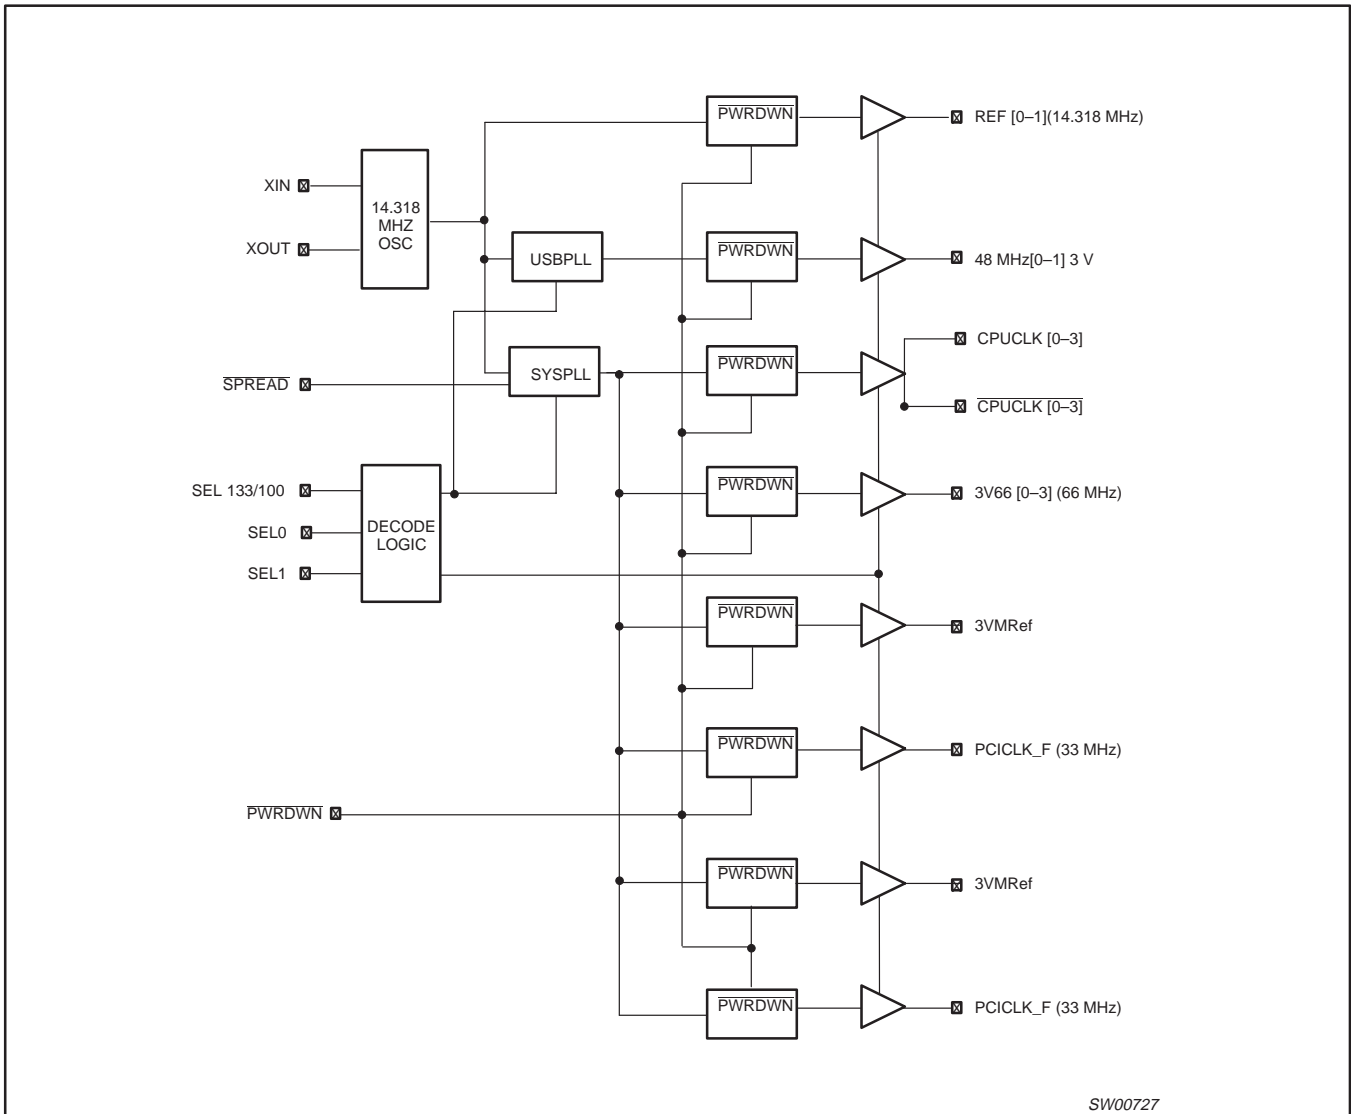 PWRDWN
REF [0–1](14.318 MHz)
XIN
14.318
MHZ
OSC
XOUT
USBPLL
PWRDWN
48 MHz[0–1] 3 V
CPUCLK [0–3]
SYSPLL
PWRDWN
SPREAD
CPUCLK [0–3]
SEL 133/100
PWRDWN
3V66 [0–3] (66 MHz)
SEL0
DECODE
LOGIC
SEL1
PWRDWN
3VMRef
PWRDWN
PCICLK_F (33 MHz)
PWRDWN
PWRDWN
3VMRef
PWRDWN
PCICLK_F (33 MHz)
SW00727